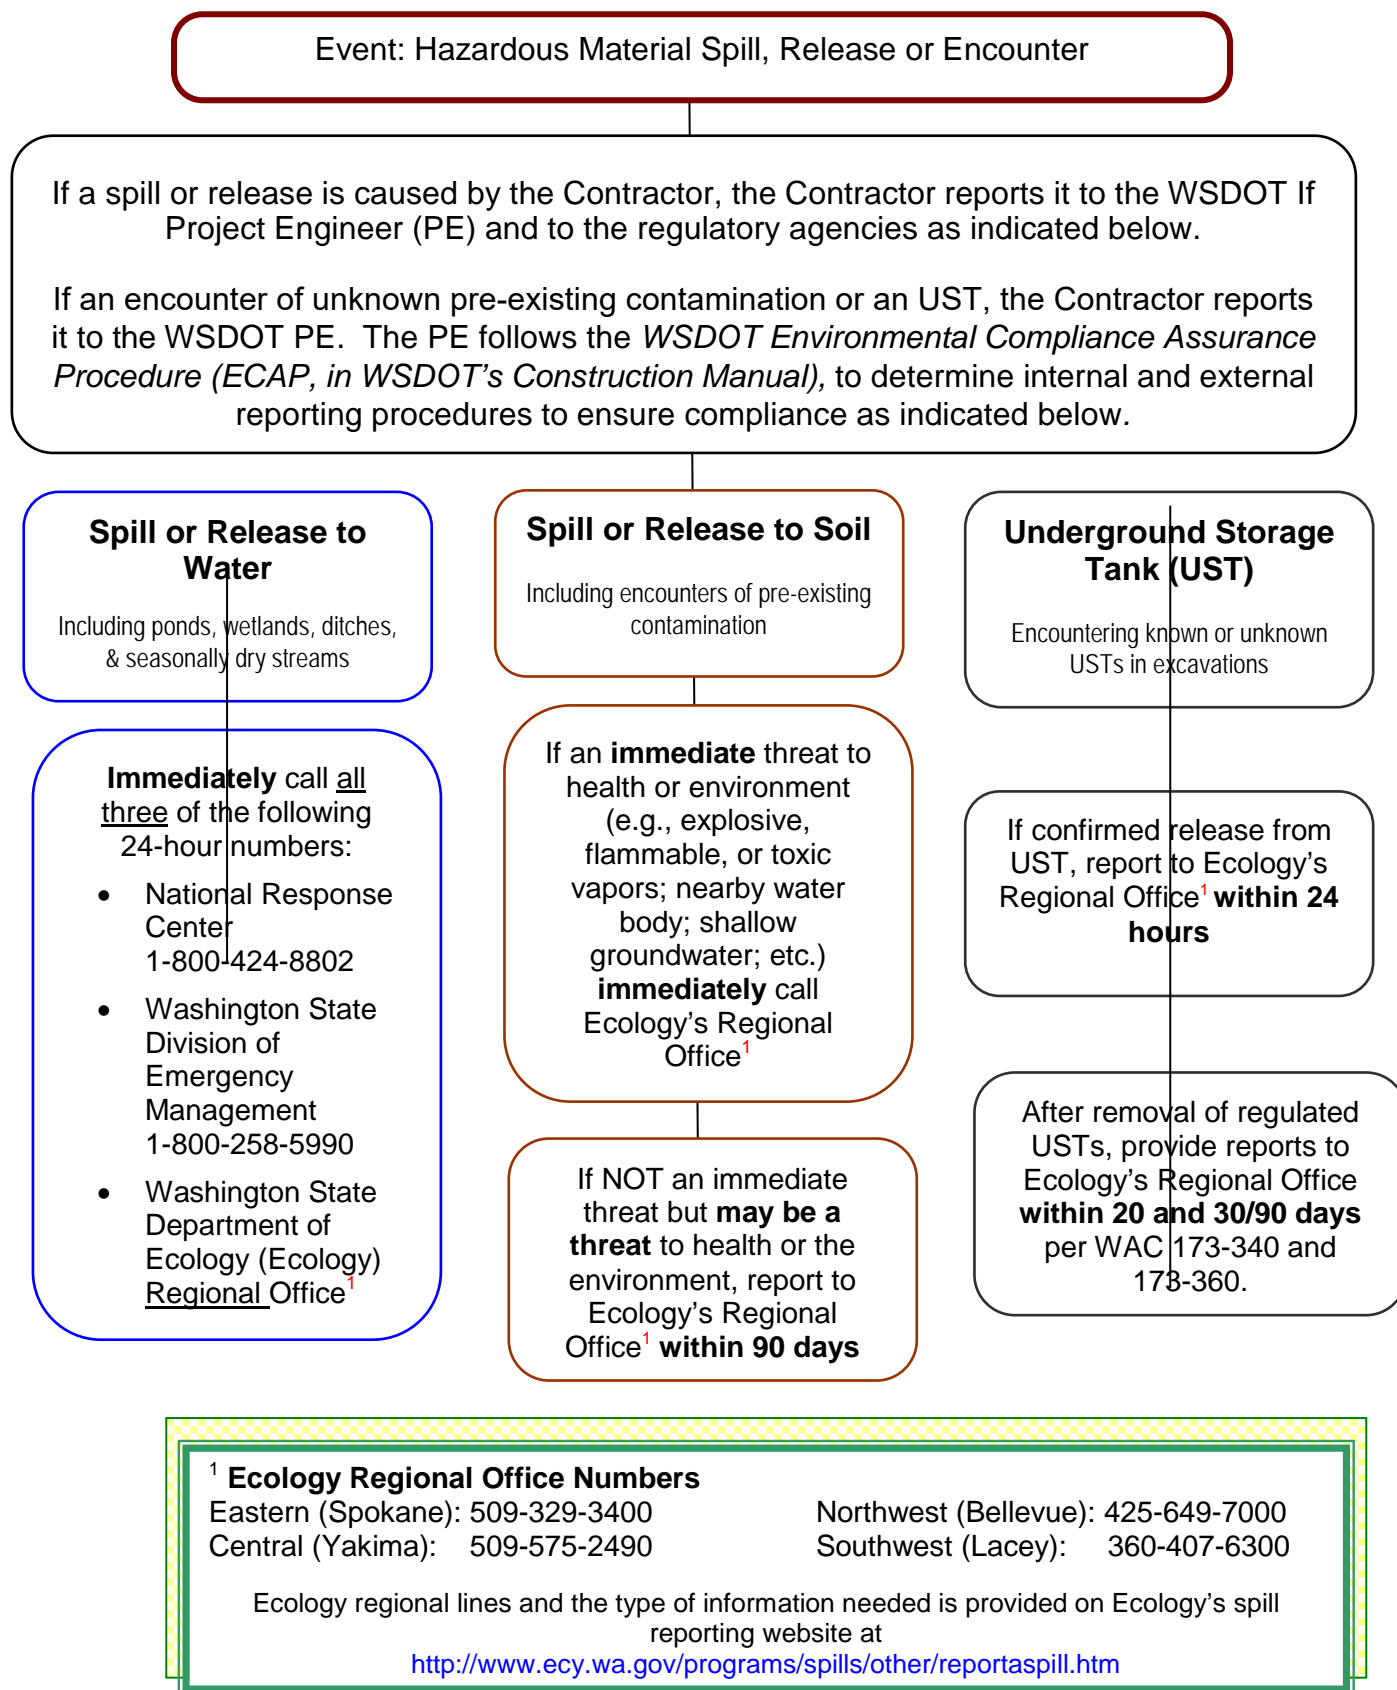 Event: Hazardous Material Spill, Release or Encounter
If a spill or release is caused by the Contractor, the Contractor reports it to the WSDOT If
Project Engineer (PE) and to the regulatory agencies as indicated below.
If an encounter of unknown pre-existing contamination or an UST, the Contractor reports
it to the WSDOT PE.  The PE follows the WSDOT Environmental Compliance Assurance
Procedure (ECAP, in WSDOT's Construction Manual), to determine internal and external
reporting procedures to ensure compliance as indicated below.
Spill or Release to
Water
Including ponds, wetlands, ditches,
& seasonally dry streams
Immediately call all
three of the following
24-hour numbers:
• National Response
Center
1-800-424-8802
• Washington State
Division of
Emergency
Management
1-800-258-5990
• Washington State
Department of
Ecology (Ecology)
Regional Office1
Spill or Release to Soil
Including encounters of pre-existing
contamination
If an immediate threat to
health or environment
(e.g., explosive,
flammable, or toxic
vapors; nearby water
body; shallow
groundwater; etc.)
immediately call
Ecology's Regional
Office1
If NOT an immediate
threat but may be a
threat to health or the
environment, report to
Ecology's Regional
Office1 within 90 days
Underground Storage
Tank (UST)
Encountering known or unknown
USTs in excavations
If confirmed release from
UST, report to Ecology's
Regional Office1 within 24
hours
After removal of regulated
USTs, provide reports to
Ecology's Regional Office
within 20 and 30/90 days
per WAC 173-340 and
173-360.
1 Ecology Regional Office Numbers
Eastern (Spokane): 509-329-3400 Northwest (Bellevue): 425-649-7000
Central (Yakima): 509-575-2490 Southwest (Lacey): 360-407-6300
Ecology regional lines and the type of information needed is provided on Ecology's spill
reporting website at
http://www.ecy.wa.gov/programs/spills/other/reportaspill.htm